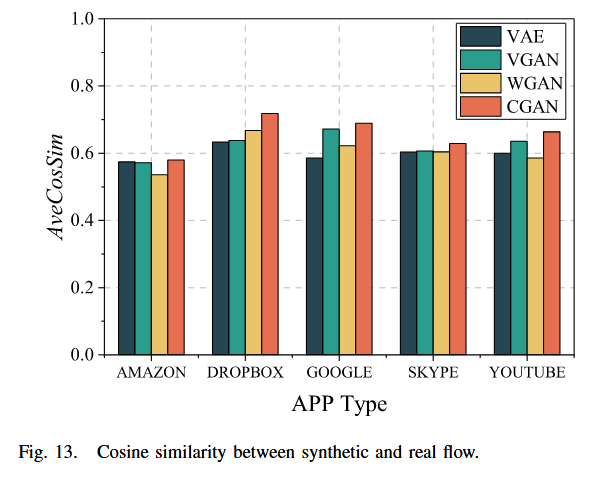 1.0
0.8
0.6
0.4
0.2
0.0
AveCosSim
VAE
VGAN
WGAN
CGAN
AMAZON DROPBOX GOOGLE SKYPE YOUTUBE
APP Type
Fig. 13. Cosine similarity between synthetic and real flow.